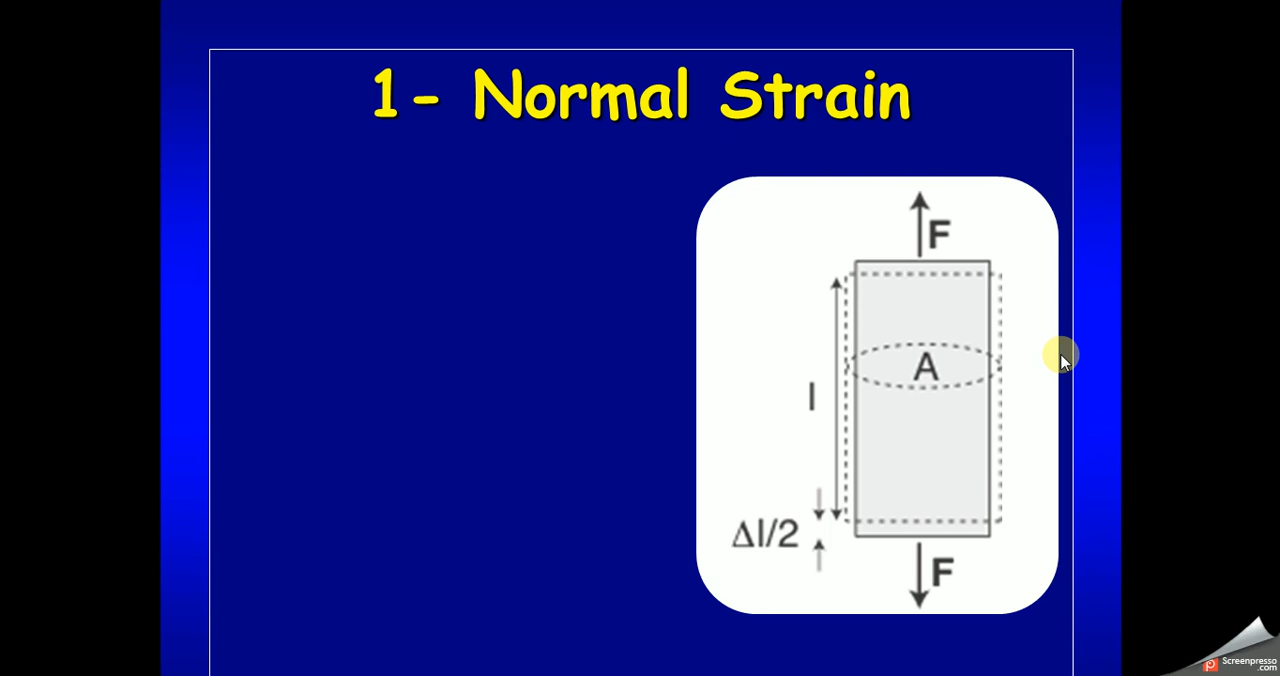 1- Normal Strain
F
A
l
Δl/2
F
Screenpresso
.com